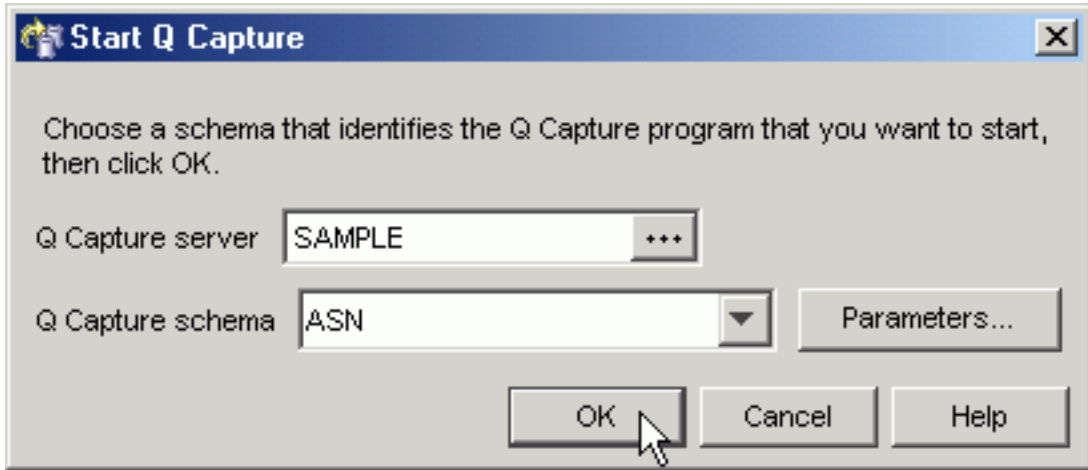 Start Q Capture
Choose a schema that identifies the Q Capture program that you want to start,
then click OK.
Q Capture server SAMPLE ...
Q Capture schema ASN Parameters...
OK Cancel Help